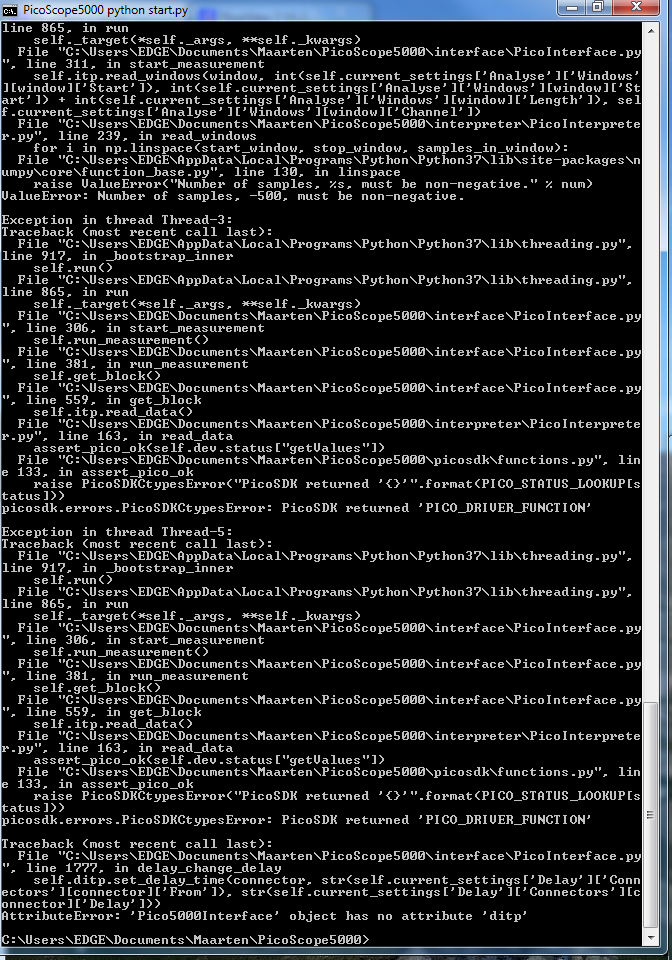 PicoScope5000 python start.py
line 865, in run
    self._target(*self._args, **self._kwargs)
  File "C:\Users\EDGE\Documents\Maarten\PicoScope5000\interface\PicoInterface.py
", line 311, in start_measurement
    self.itp.read_windows(window, int(self.current_settings['Analyse']['Windows'
][window]['Start']), int(self.current_settings['Analyse']['Windows'][window]['St
art']) + int(self.current_settings['Analyse']['Windows'][window]['Length']), sel
f.current_settings['Analyse']['Windows'][window]['Channel'])
  File "C:\Users\EDGE\Documents\Maarten\PicoScope5000\interpreter\PicoInterprete
r.py", line 239, in read_windows
    for i in np.linspace(start_window, stop_window, samples_in_window):
  File "C:\Users\EDGE\AppData\Local\Programs\Python\Python37\lib\site-packages\n
umpy\core\function_base.py", line 130, in linspace
    raise ValueError("Number of samples, %s, must be non-negative." % num)
ValueError: Number of samples, -500, must be non-negative.

Exception in thread Thread-3:
Traceback (most recent call last):
  File "C:\Users\EDGE\AppData\Local\Programs\Python\Python37\lib\threading.py",
line 917, in _bootstrap_inner
    self.run()
  File "C:\Users\EDGE\AppData\Local\Programs\Python\Python37\lib\threading.py",
line 865, in run
    self._target(*self._args, **self._kwargs)
  File "C:\Users\EDGE\Documents\Maarten\PicoScope5000\interface\PicoInterface.py
", line 306, in start_measurement
    self.run_measurement()
  File "C:\Users\EDGE\Documents\Maarten\PicoScope5000\interface\PicoInterface.py
", line 381, in run_measurement
    self.get_block()
  File "C:\Users\EDGE\Documents\Maarten\PicoScope5000\interface\PicoInterface.py
", line 559, in get_block
    self.itp.read_data()
  File "C:\Users\EDGE\Documents\Maarten\PicoScope5000\interpreter\PicoInterprete
r.py", line 163, in read_data
    assert_pico_ok(self.dev.status["getValues"])
  File "C:\Users\EDGE\Documents\Maarten\PicoScope5000\picosdk\functions.py", lin
e 133, in assert_pico_ok
    raise PicoSDKCtypesError("PicoSDK returned '{}'".format(PICO_STATUS_LOOKUP[s
tatus]))
picosdk.errors.PicoSDKCtypesError: PicoSDK returned 'PICO_DRIVER_FUNCTION'

Exception in thread Thread-5:
Traceback (most recent call last):
  File "C:\Users\EDGE\AppData\Local\Programs\Python\Python37\lib\threading.py",
line 917, in _bootstrap_inner
    self.run()
  File "C:\Users\EDGE\AppData\Local\Programs\Python\Python37\lib\threading.py",
line 865, in run
    self._target(*self._args, **self._kwargs)
  File "C:\Users\EDGE\Documents\Maarten\PicoScope5000\interface\PicoInterface.py
", line 306, in start_measurement
    self.run_measurement()
  File "C:\Users\EDGE\Documents\Maarten\PicoScope5000\interface\PicoInterface.py
", line 381, in run_measurement
    self.get_block()
  File "C:\Users\EDGE\Documents\Maarten\PicoScope5000\interface\PicoInterface.py
", line 559, in get_block
    self.itp.read_data()
  File "C:\Users\EDGE\Documents\Maarten\PicoScope5000\interpreter\PicoInterprete
r.py", line 163, in read_data
    assert_pico_ok(self.dev.status["getValues"])
  File "C:\Users\EDGE\Documents\Maarten\PicoScope5000\picosdk\functions.py", lin
e 133, in assert_pico_ok
    raise PicoSDKCtypesError("PicoSDK returned '{}'".format(PICO_STATUS_LOOKUP[s
tatus]))
picosdk.errors.PicoSDKCtypesError: PicoSDK returned 'PICO_DRIVER_FUNCTION'

Traceback (most recent call last):
  File "C:\Users\EDGE\Documents\Maarten\PicoScope5000\interface\PicoInterface.py
", line 1777, in delay_change_delay
    self.ditp.set_delay_time(connector, str(self.current_settings['Delay']['Conn
ectors'][connector]['From']), str(self.current_settings['Delay']['Connectors'][c
onnector]['Delay']))
AttributeError: 'Pico5000Interface' object has no attribute 'ditp'

C:\Users\EDGE\Documents\Maarten\PicoScope5000>